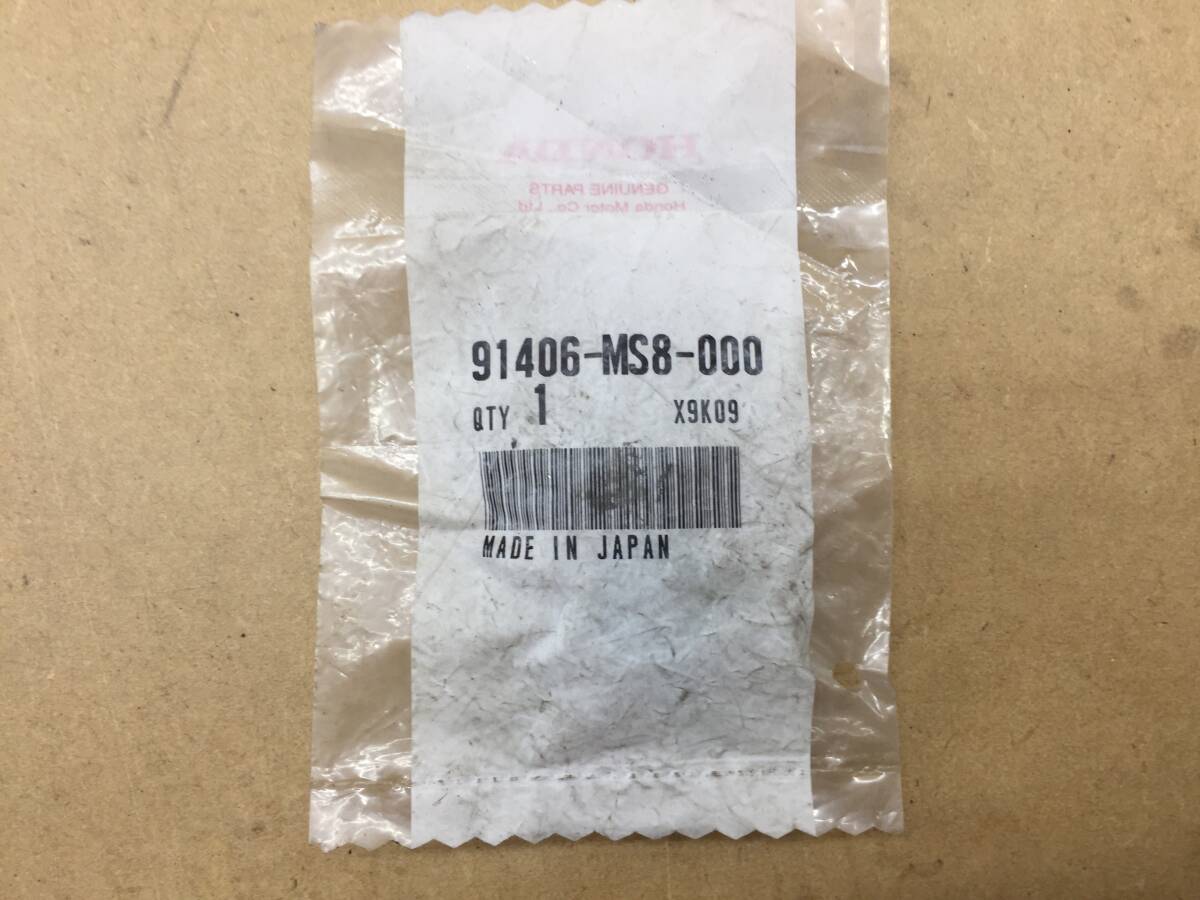 HONDA
GENUINE PARTS
Honda Motor Co., Ltd.
91406-MS8-000
QTY 1 X9K09
MADE IN JAPAN